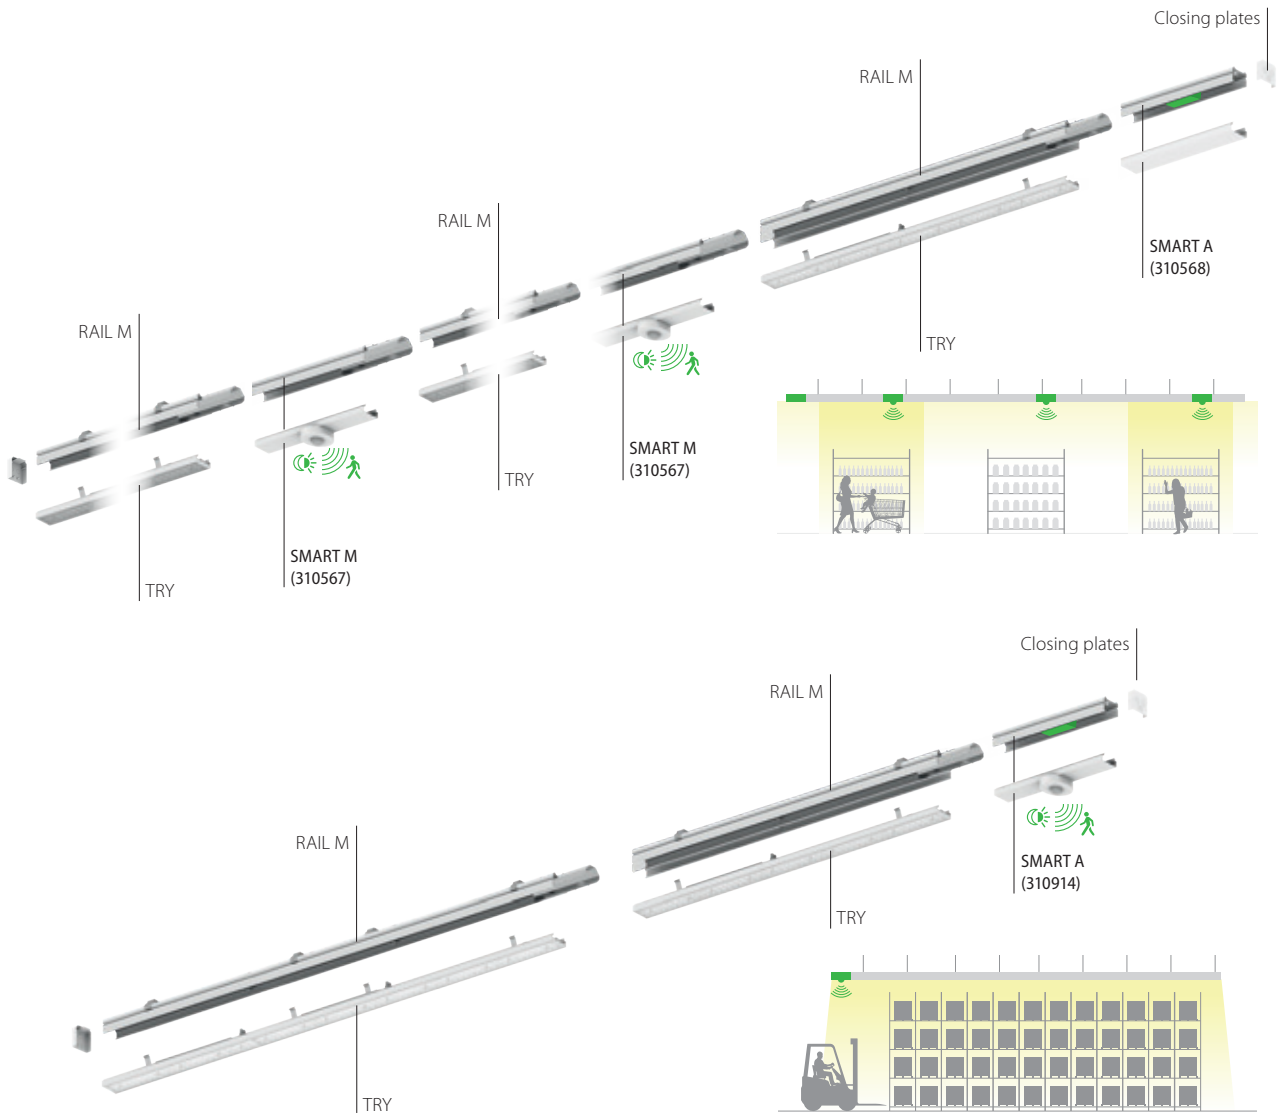 Closing plates
RAIL M
RAIL M
SMART A
(310568)
RAIL M
TRY
SMART M
(310567)
TRY
SMART M
(310567)
TRY
Closing plates
RAIL M
RAIL M
SMART A
(310914)
TRY
TRY